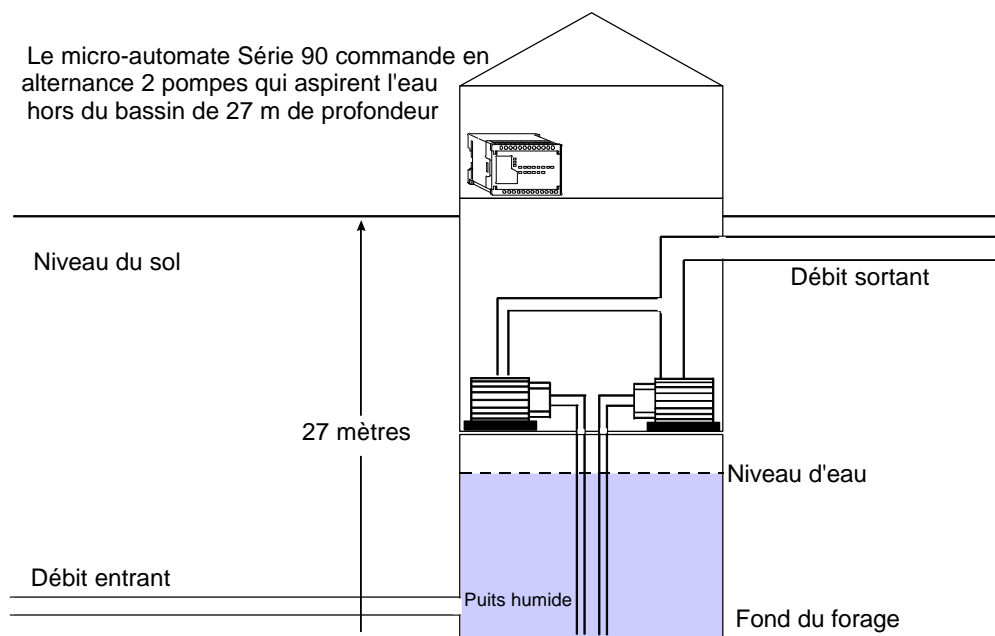 Le micro-automate Série 90 commande en
alternance 2 pompes qui aspirent l'eau
hors du bassin de 27 m de profondeur
Niveau du sol
Débit sortant
27 mètres
Niveau d'eau
Débit entrant
Puits humide
Fond du forage